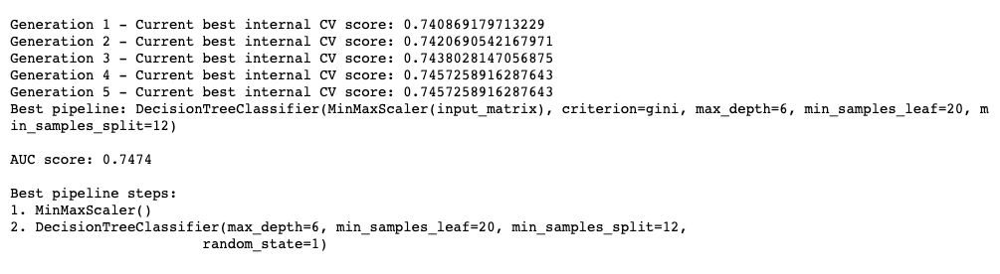 Generation 1 - Current best internal CV score: 0.740869179713229
Generation 2 - Current best internal CV score: 0.7420690542167971
Generation 3 - Current best internal CV score: 0.7438028147056875
Generation 4 - Current best internal CV score: 0.7457258916287643
Generation 5 - Current best internal CV score: 0.7457258916287643
Best pipeline: DecisionTreeClassifier(MinMaxScaler(input_matrix), criterion=gini, max_depth=6, min_samples_leaf=20, m
in_samples_split=12)
AUC score: 0.7474
Best pipeline steps:
1. MinMaxScaler()
2. DecisionTreeClassifier(max_depth=6, min_samples_leaf=20, min_samples_split=12,
random_state=1)